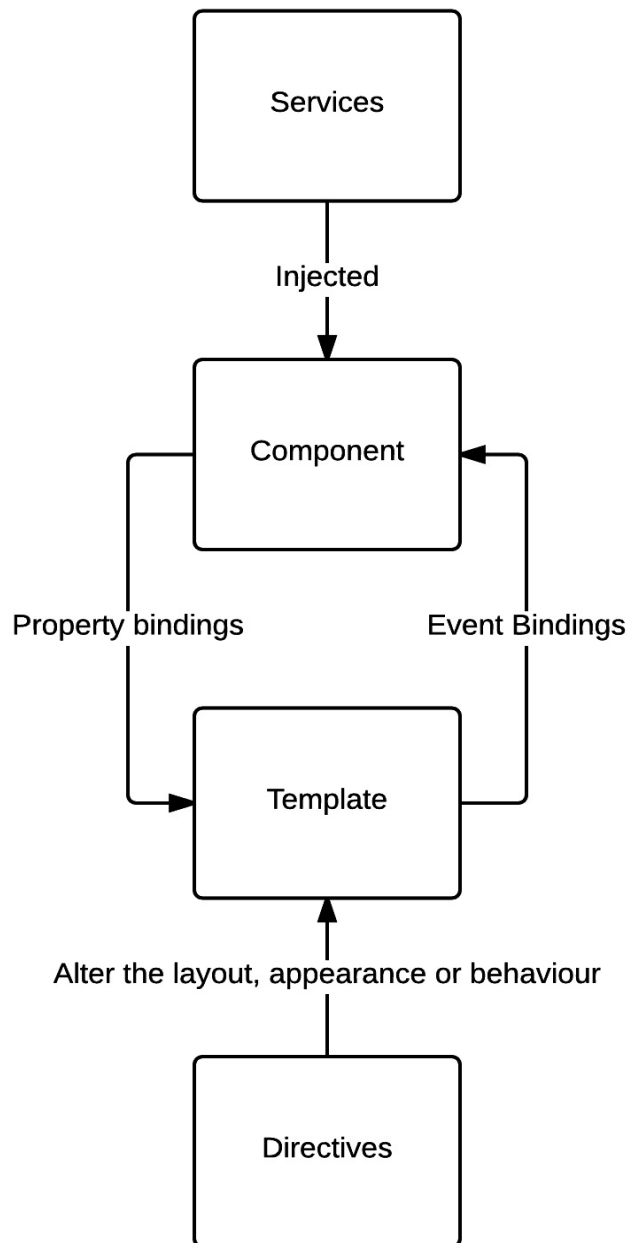 Services
Injected
Component
Property bindings
Event Bindings
Template
Alter the layout, appearance or behaviour
Directives